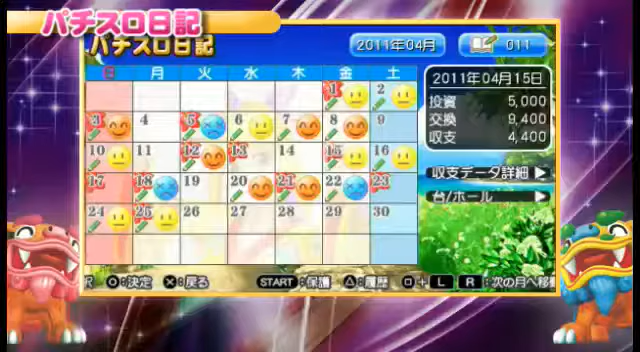 パチスロ日記
パチスロ日記
2011年04月
011
日 月 火 水 木 金 土
1 2
3 4 5 6 7 8 9
10 11 12 13 14 15 16
17 18 19 20 21 22 23
24 25 26 27 28 29 30
2011年04月15日
投資 5,000
交換 9,400
収支 4,400
収支データ詳細 ▶
台/ホール ▶
択 ○:決定 ×:戻る START:保護 △:履歴 □+ L R :次の月へ移動